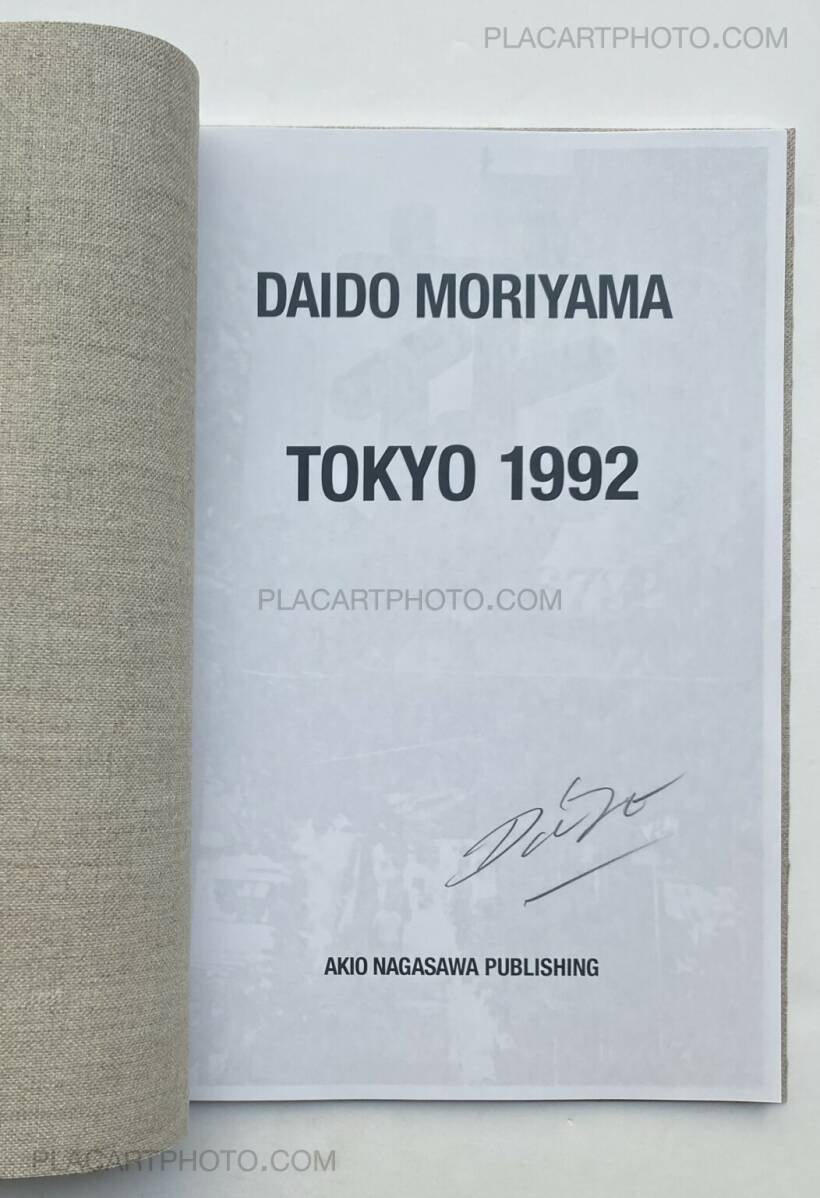 PLACARTPHOTO.COM
DAIDO MORIYAMA
TOKYO 1992
PLACARTPHOTO.COM
Daido
AKIO NAGASAWA PUBLISHING
PLACARTPHOTO.COM